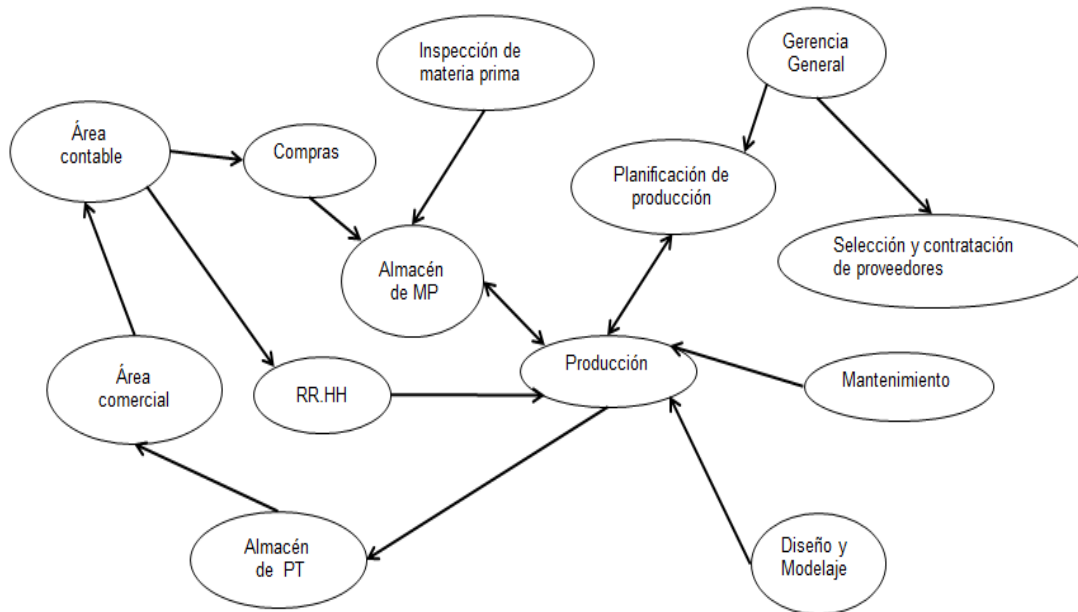 Inspección de
materia prima
Gerencia
General
Área
contable
Compras
Planificación de
producción
Selección y contratación
de proveedores
Almacén
de MP
Producción
Área
comercial
RR.HH
Mantenimiento
Almacén
de PT
Diseño y
Modelaje